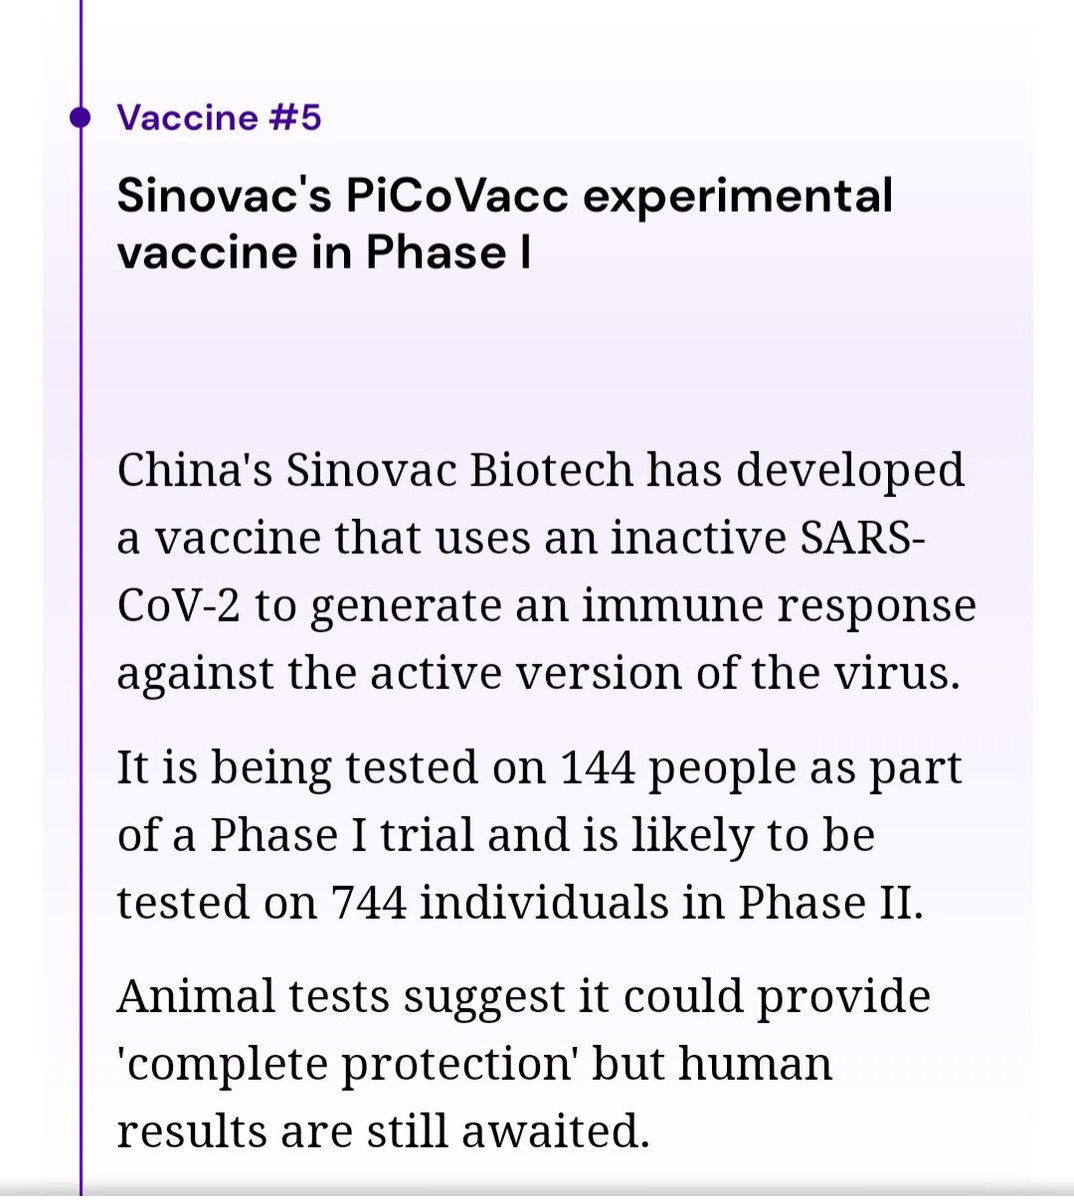 Vaccine #5
Sinovac's PiCoVacc experimental
vaccine in Phase I
China's Sinovac Biotech has developed
a vaccine that uses an inactive SARS-
CoV-2 to generate an immune response
against the active version of the virus.
It is being tested on 144 people as part
of a Phase I trial and is likely to be
tested on 744 individuals in Phase II.
Animal tests suggest it could provide
'complete protection' but human
results are still awaited.